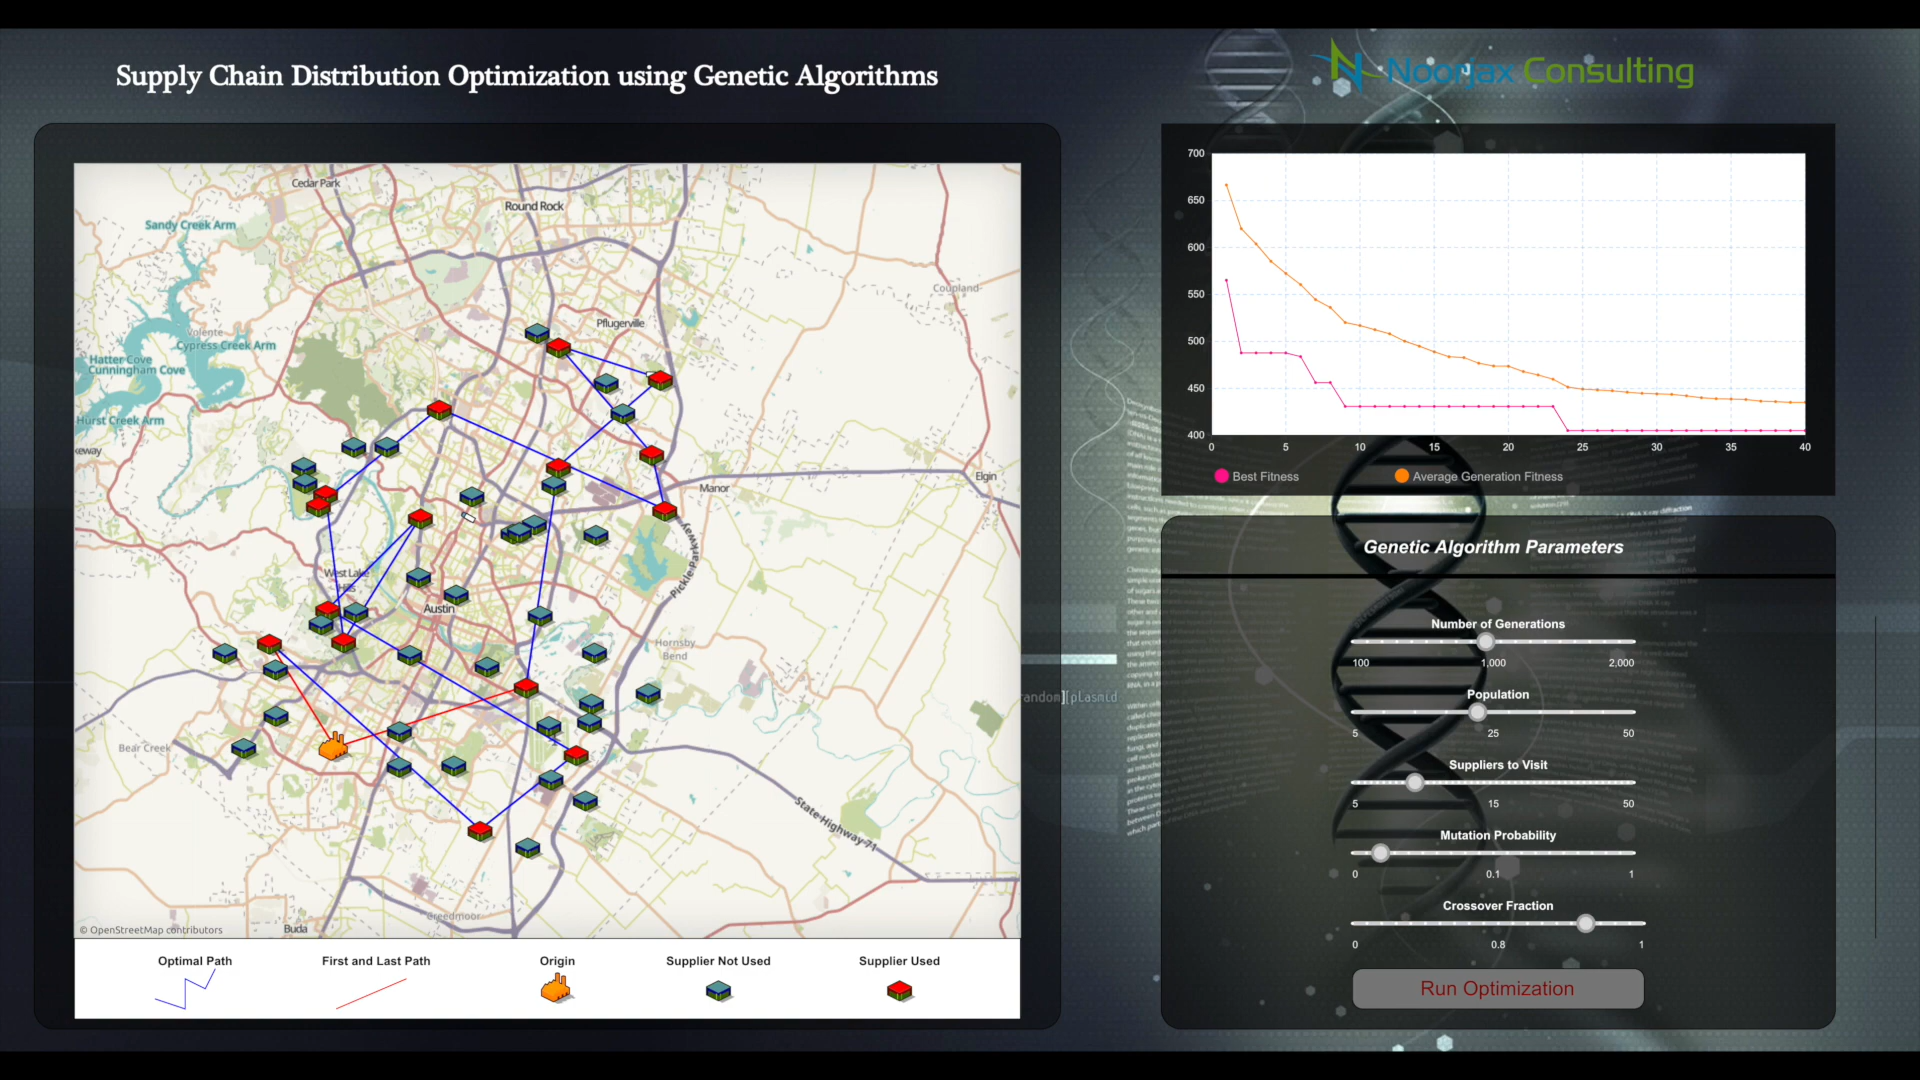 Supply Chain Distribution Optimization using Genetic Algorithms
Noorjax Consulting
Cedar Park
Round Rock
Sandy Creek Arm
Coupland
Pflugerville
Volente
Cypress Creek Arm
Hatter Cove
Cunningham Cove
Hurst Creek Arm
keway
Elgin
Manor
Pickle Parkway
West Lake
Hills
Austin
Hornsby
Bend
Bear Creek
State Highway 71
Creedmoor
Buda
© OpenStreetMap contributors
Optimal Path
First and Last Path
Origin
Supplier Not Used
Supplier Used
700
650
600
550
500
450
400
0 5 10 15 20 25 30 35 40
Best Fitness
Average Generation Fitness
Genetic Algorithm Parameters
Number of Generations
100 1,000 2,000
Population
5 25 50
Suppliers to Visit
5 15 50
Mutation Probability
0 0.1 1
Crossover Fraction
0 0.8 1
Run Optimization